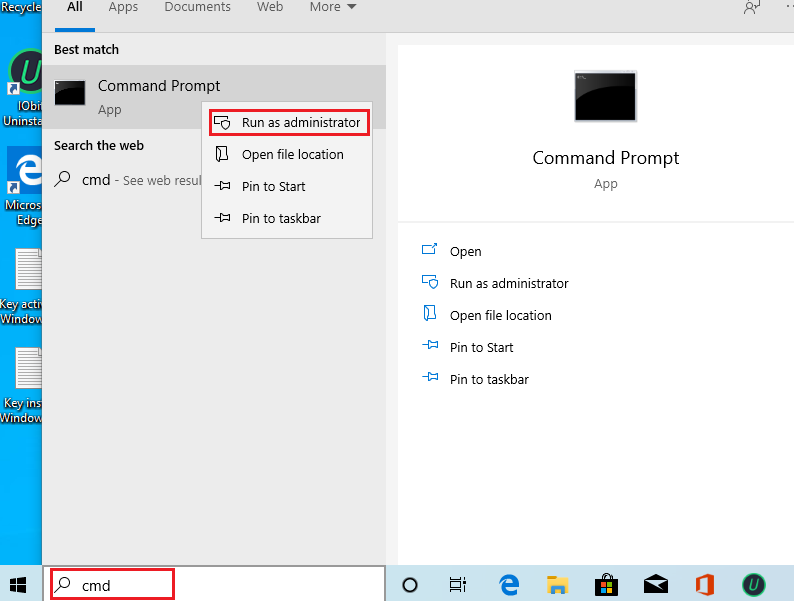 Recycle
All
Apps
Documents
Web
More
Best match
Command Prompt
App
Search the web
cmd - See web resul
Run as administrator
Open file location
Pin to Start
Pin to taskbar
Command Prompt
App
Open
Run as administrator
Open file location
Pin to Start
Pin to taskbar
IObit
Uninsta
Micros
Edge
Key activ
Window
Key ins
Window
cmd